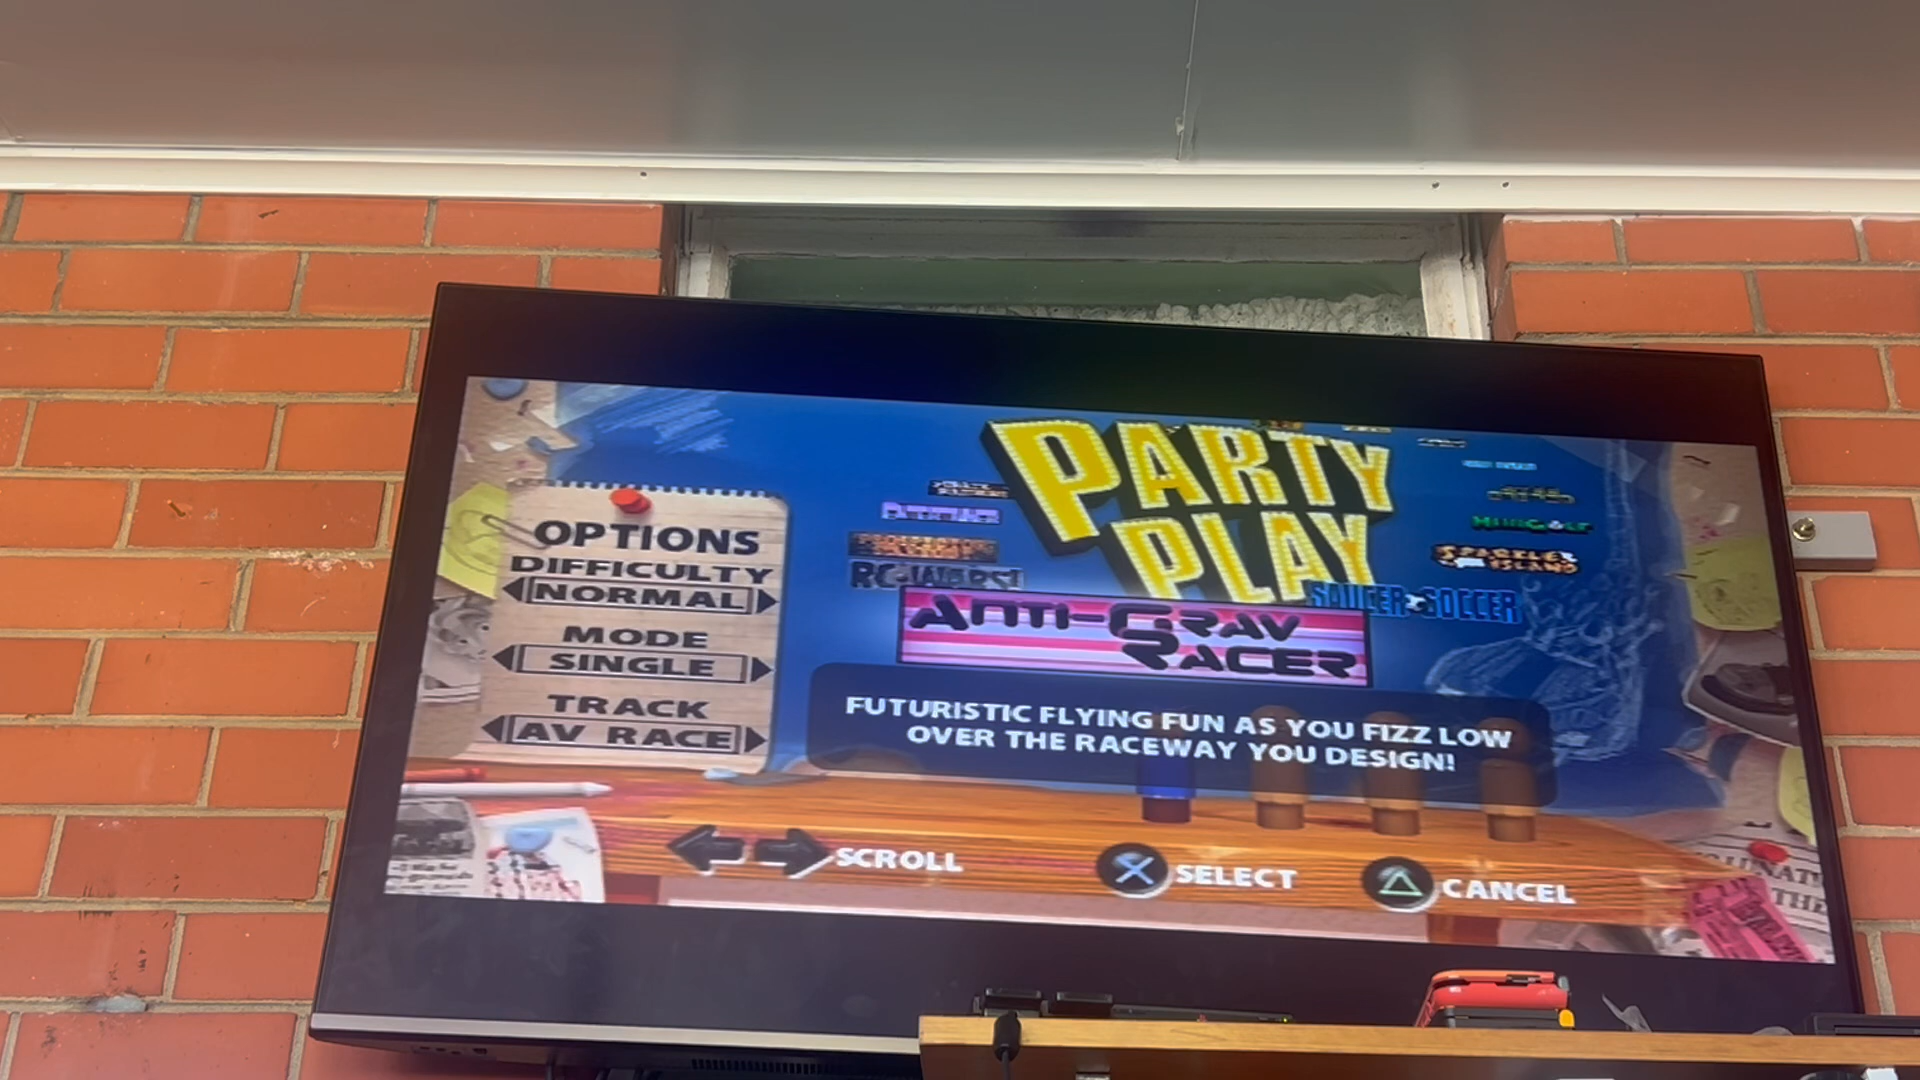 PARTY
PLAY
OPTIONS
DIFFICULTY
NORMAL
MODE
SINGLE
TRACK
AV RACE
RC-WARS!
MINIGOLF
SPARKLE
ISLAND
SAUCER SOCCER
ANTI-GRAV
RACER
FUTURISTIC FLYING FUN AS YOU FIZZ LOW
OVER THE RACEWAY YOU DESIGN!
SCROLL
SELECT
CANCEL
THE